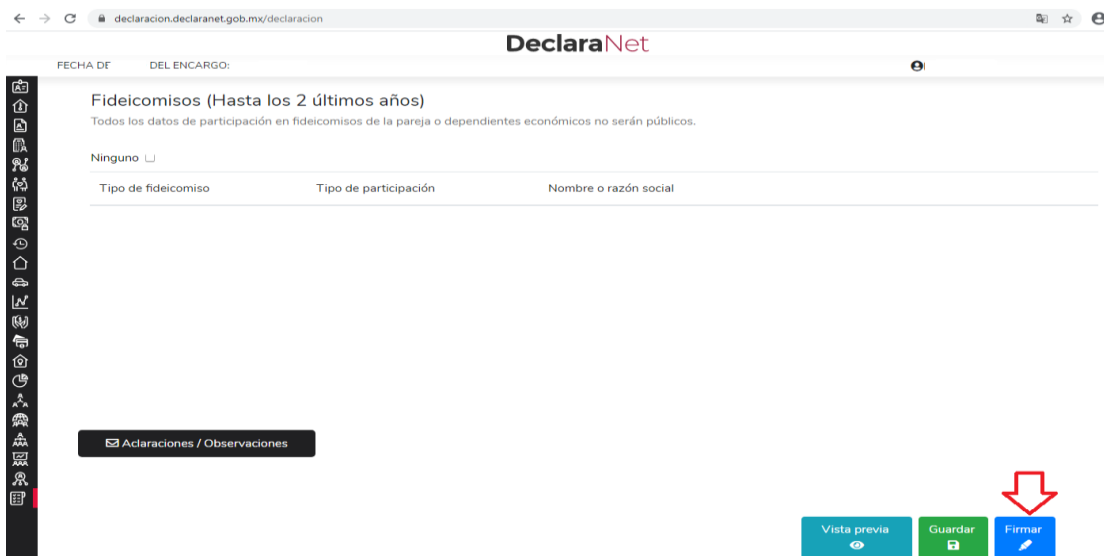 declaracion.declaranet.gob.mx/declaracion
DeclaraNet
FECHA DE DEL ENCARGO:
Fideicomisos (Hasta los 2 últimos años)
Todos los datos de participación en fideicomisos de la pareja o dependientes económicos no serán públicos.
Ninguno
Tipo de fideicomiso Tipo de participación Nombre o razón social
Aclaraciones / Observaciones
Vista previa Guardar Firmar